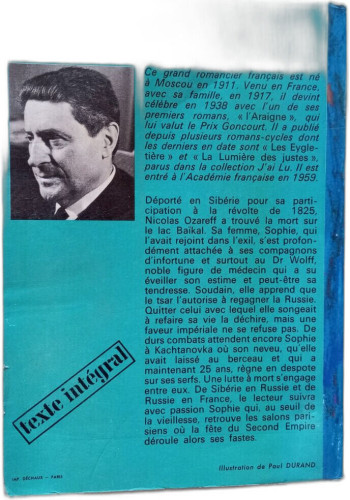 Ce grand romancier français est né
à Moscou en 1911. Venu en France,
avec sa famille, en 1917, il devint
célèbre en 1938 avec l'un de ses
premiers romans, « l'Araigne », qui
lui valut le Prix Goncourt. Il a publié
depuis plusieurs romans-cycles dont
les derniers en date sont « Les Eygle-
tière » et « La Lumière des justes »,
parus dans la collection J'ai Lu. Il est
entré à l'Académie française en 1959.
Déporté en Sibérie pour sa par-
ticipation à la révolte de 1825,
Nicolas Ozareff a trouvé la mort sur
le lac Baïkal. Sa femme, Sophie, qui
l'avait rejoint dans l'exil, s'est profon-
dément attachée à ses compagnons
d'infortune et surtout au Dr Wolff,
noble figure de médecin qui a su
éveiller son estime et peut-être sa
tendresse. Soudain, elle apprend que
le tsar l'autorise à regagner la Russie.
Quitter celui avec lequel elle songeait
à refaire sa vie la déchire, mais une
faveur impériale ne se refuse pas. De
durs combats attendent encore Sophie
à Kachtanovka où son neveu, qu'elle
avait laissé au berceau et qui a
maintenant 25 ans, règne en despote
sur ses serfs. Une lutte à mort s'engage
entre eux. De Sibérie en Russie et de
Russie en France, le lecteur suivra
avec passion Sophie qui, au seuil de
la vieillesse, retrouve les salons pari-
siens où la fête du Second Empire
déroule alors ses fastes.
texte intégral
IMP. BÉCHAUD - PARIS
Illustration de Paul DURAND.